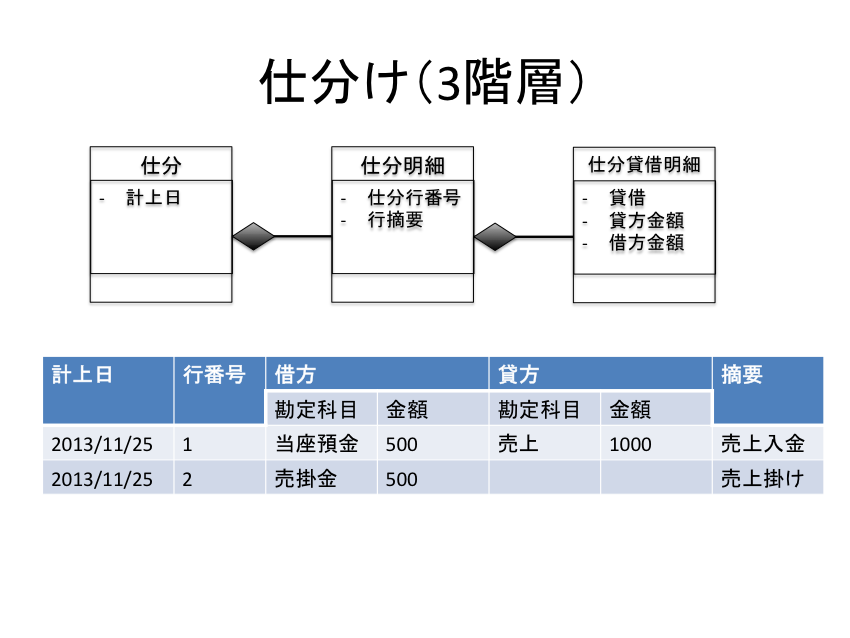 仕分け（3階層）
仕分
- 計上日
仕分明細
- 仕分行番号
- 行摘要
仕分貸借明細
- 貸借
- 貸方金額
- 借方金額
計上日 行番号 借方 貸方 摘要
勘定科目 金額 勘定科目 金額
2013/11/25 1 当座預金 500 売上 1000 売上入金
2013/11/25 2 売掛金 500 売上掛け